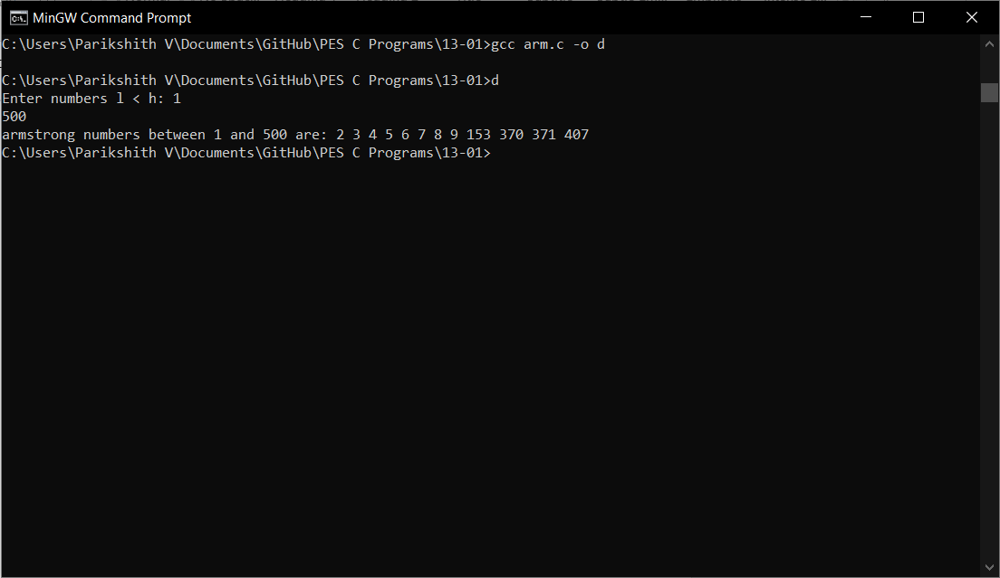 MinGW Command Prompt
C:\Users\Parikshith V\Documents\GitHub\PES C Programs\13-01>gcc arm.c -o d
C:\Users\Parikshith V\Documents\GitHub\PES C Programs\13-01>d
Enter numbers l < h: 1
500
armstrong numbers between 1 and 500 are: 2 3 4 5 6 7 8 9 153 370 371 407
C:\Users\Parikshith V\Documents\GitHub\PES C Programs\13-01>